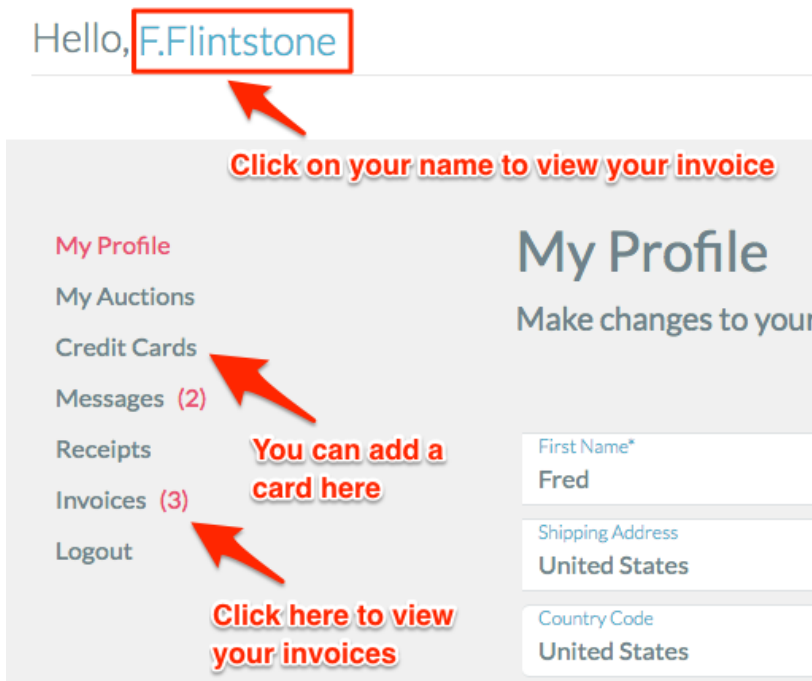 Hello, F.Flintstone
Click on your name to view your invoice
My Profile
My Auctions
Credit Cards
Messages (2)
Receipts
Invoices (3)
Logout
You can add a
card here
Click here to view
your invoices
My Profile
Make changes to your
First Name*
Fred
Shipping Address
United States
Country Code
United States